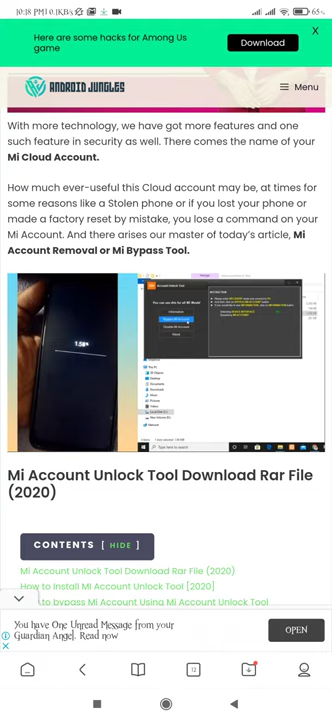 10:18 PM | 0.1KB/s
65%
Here are some hacks for Among Us
game
Download
X
ANDROID JUNGLES
Menu
With more technology, we have got more features and one
such feature in security as well. There comes the name of your
Mi Cloud Account.
How much ever-useful this Cloud account may be, at times for
some reasons like a Stolen phone or if you lost your phone or
made a factory reset by mistake, you lose a command on your
Mi Account. And there arises our master of today's article, Mi
Account Removal or Mi Bypass Tool.
1.58%
Account Unlock Tool
Mi Account Unlock Tool Download Rar File
(2020)
CONTENTS [ HIDE ]
Mi Account Unlock Tool Download Rar File (2020)
How to Install Mi Account Unlock Tool [2020]
to bypass Mi Account Using Mi Account Unlock Tool
You have One Unread Message from your
Guardian Angel. Read now
OPEN
12